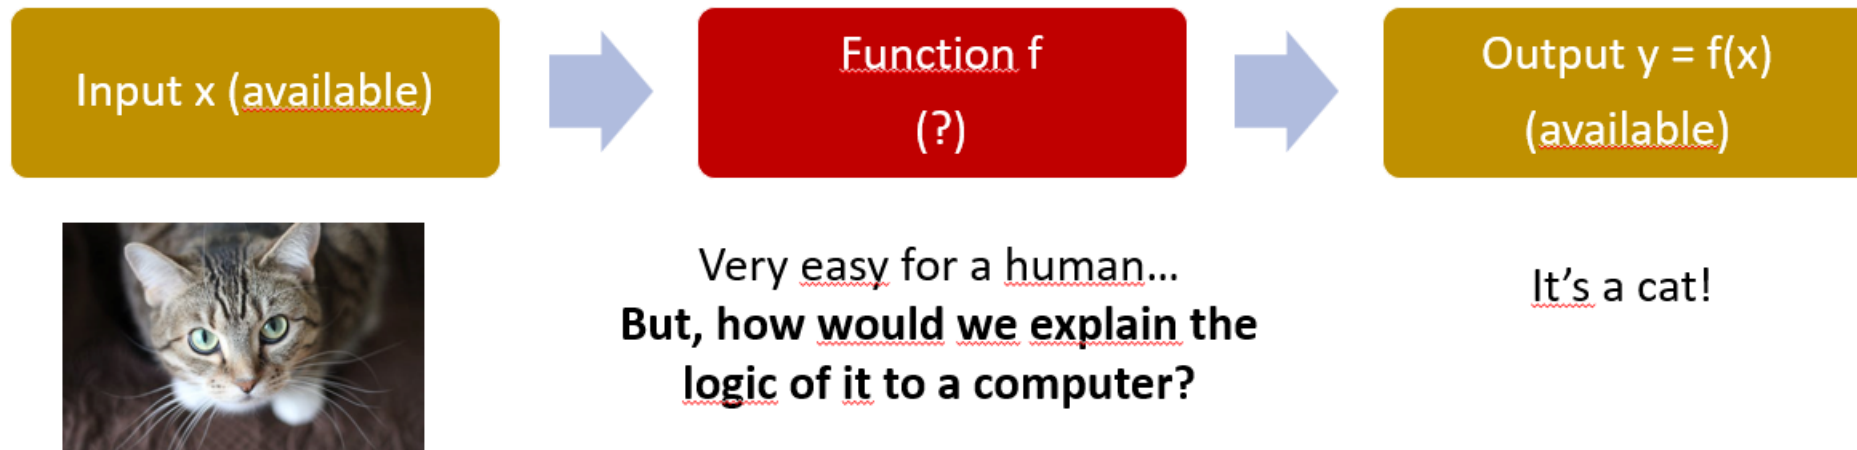 Input x (available)
Function f
(?)
Output y = f(x)
(available)
Very easy for a human...
But, how would we explain the
logic of it to a computer?
It’s a cat!